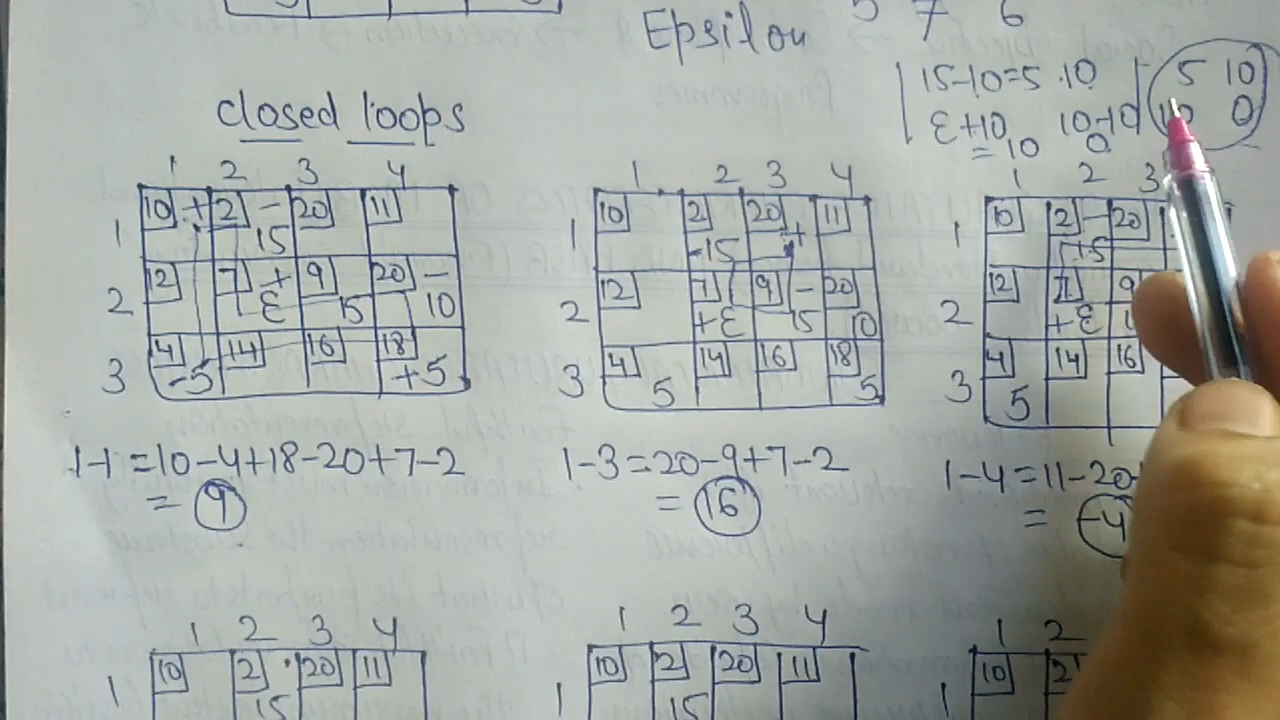 Epsilon
5 7 6
15-10=5 10
ε+10 10-10
=10 0
5 10
10 0
closed loops
1 2 3 4
1 10 + 2 - 20 11
15
2 12 7 + 9 20 -
ε 15 10
3 4 14 16 18
-5 +5
1-1 = 10-4+18-20+7-2
= 9
1 2 3 4
1 10 2 20 11
-15 +
2 12 7 9 - 20
+ε 15 10
3 4 14 16 18
5 5
1-3 = 20-9+7-2
= 16
1 2 3
1 10 2 - 20
15
2 12 7 9
+ε
3 4 14 16
5
1-4 = 11-20
= -4
1 2 3 4
1 10 2 20 11
15
1 2 3 4
1 10 2 20 11
15
1 2
1 10 2